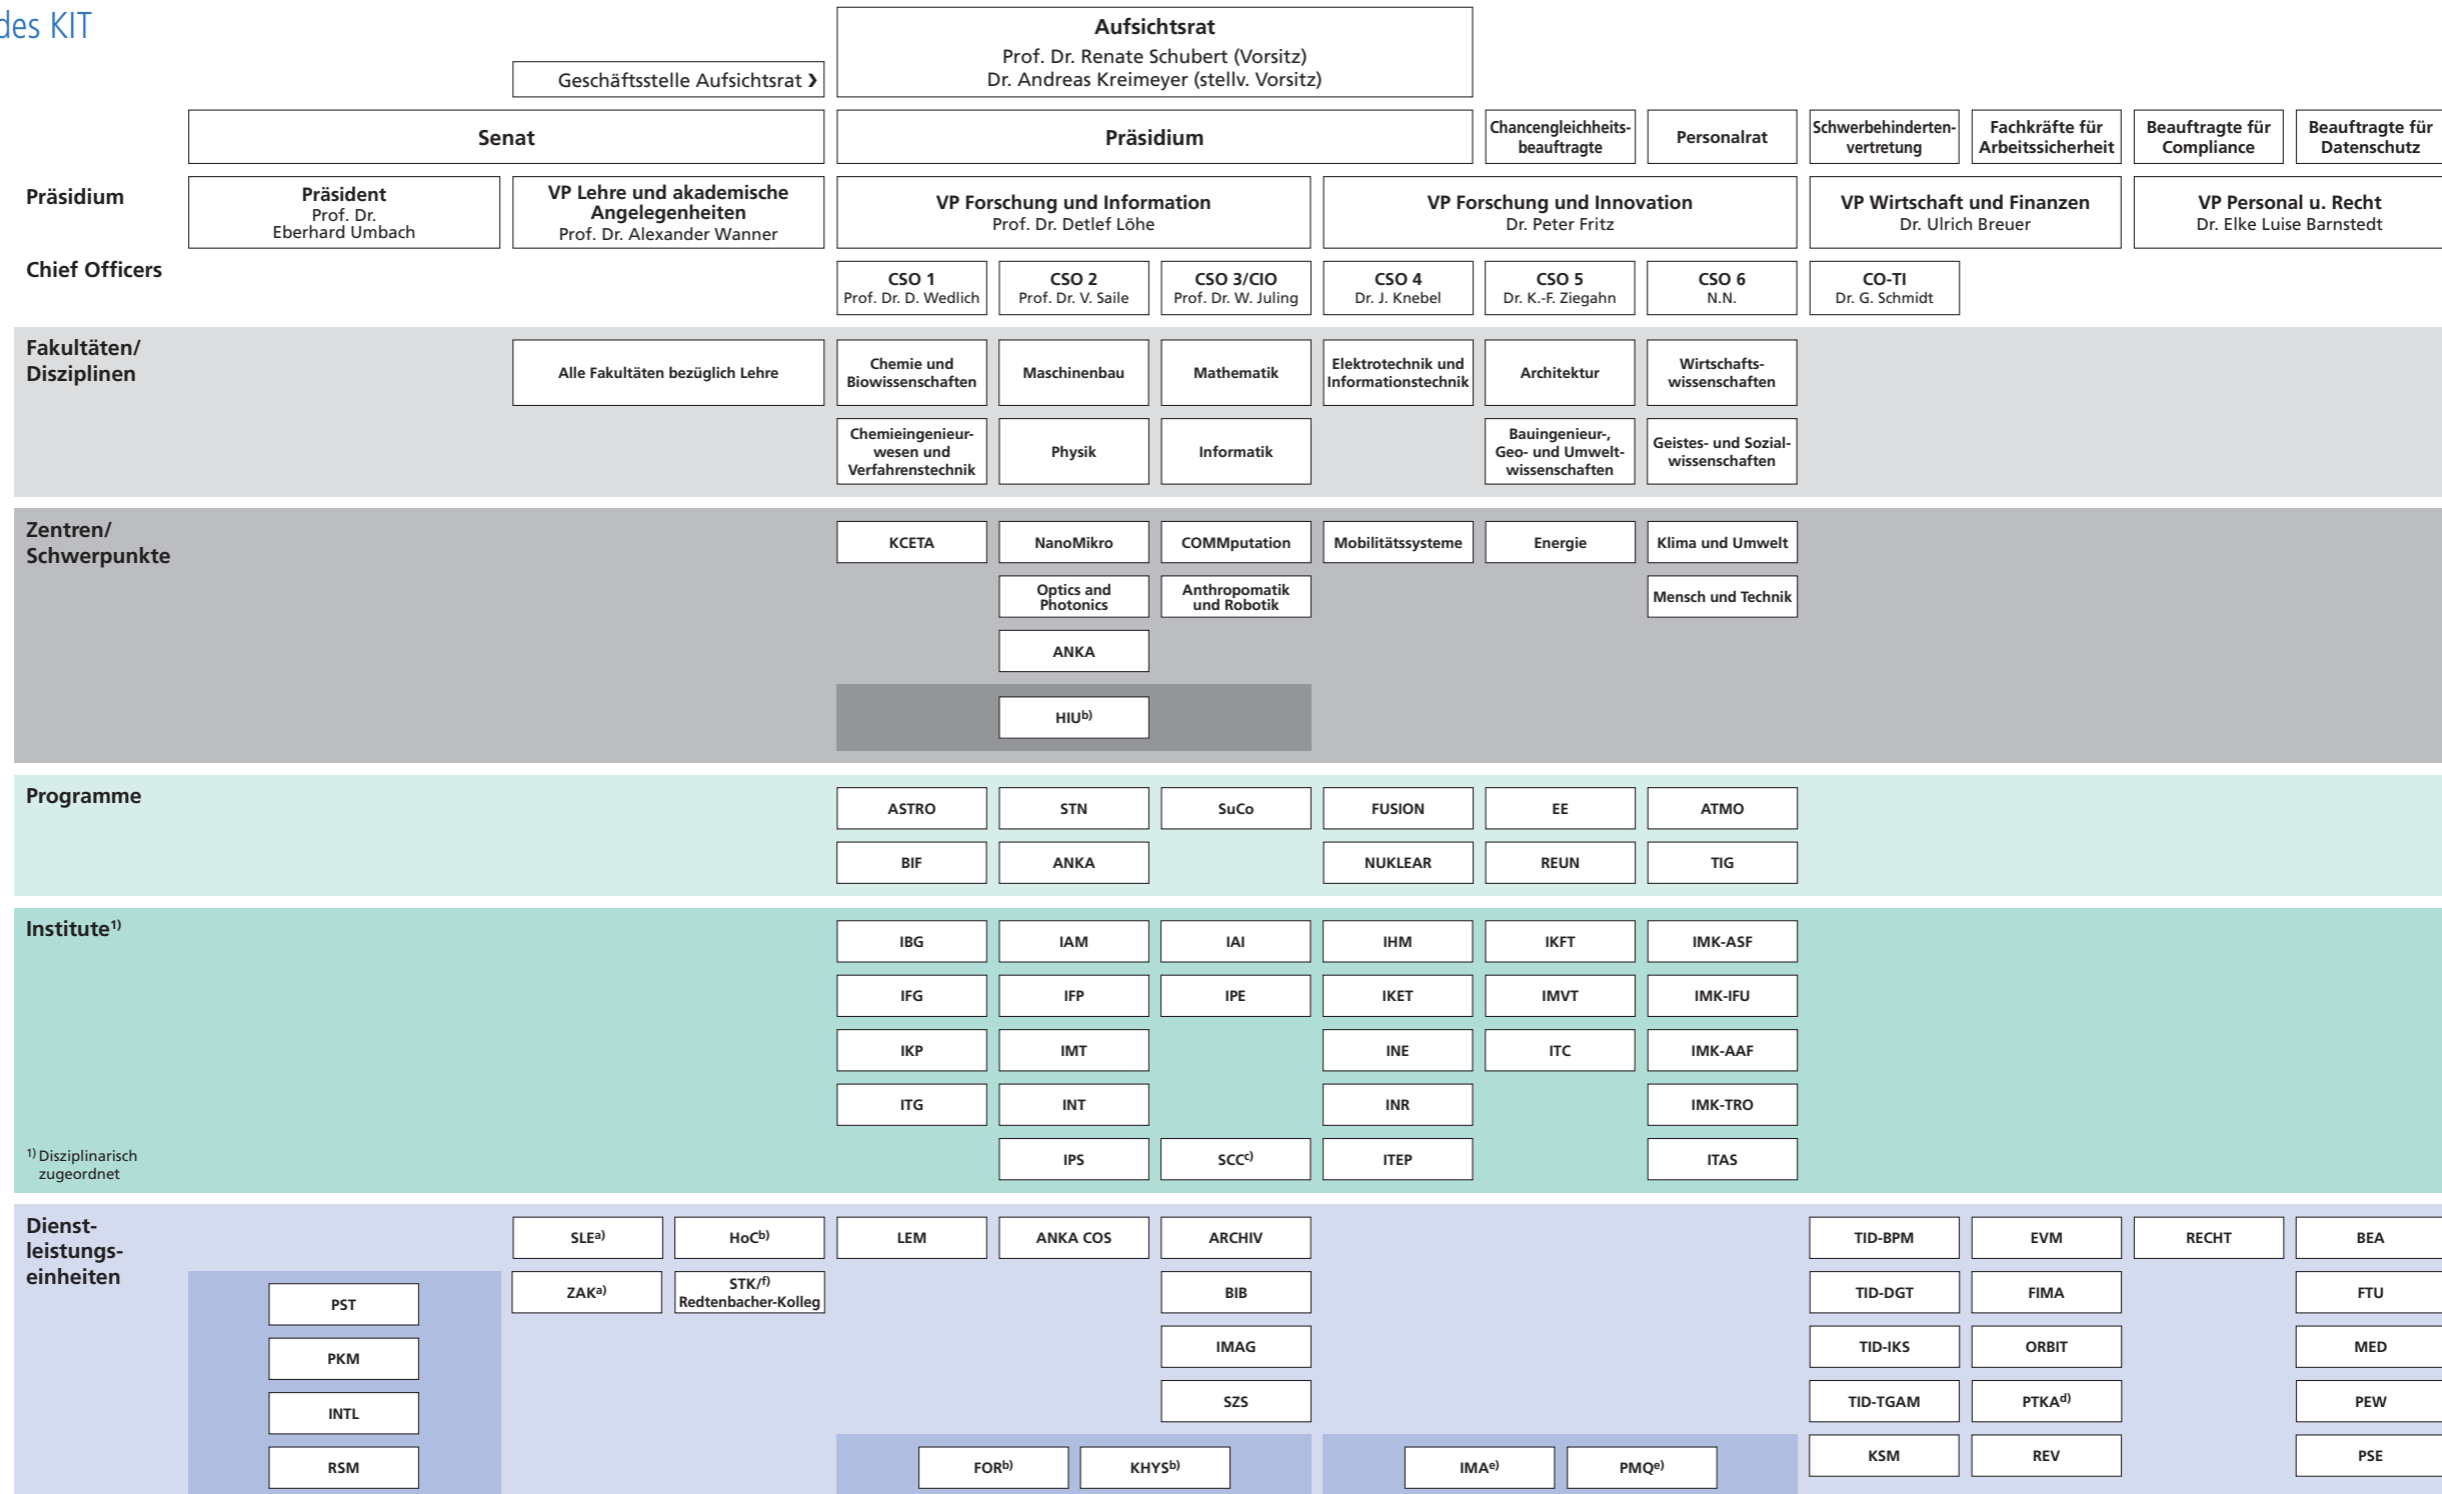 des KIT
Aufsichtsrat
Prof. Dr. Renate Schubert (Vorsitz)
Dr. Andreas Kreimeyer (stellv. Vorsitz)
Geschäftsstelle Aufsichtsrat ❯
Senat
Präsidium
Chancengleichheits-
beauftragte
Personalrat
Schwerbehinderten-
vertretung
Fachkräfte für
Arbeitssicherheit
Beauftragte für
Compliance
Beauftragte für
Datenschutz
Präsidium
Präsident
Prof. Dr.
Eberhard Umbach
VP Lehre und akademische
Angelegenheiten
Prof. Dr. Alexander Wanner
VP Forschung und Information
Prof. Dr. Detlef Löhe
VP Forschung und Innovation
Dr. Peter Fritz
VP Wirtschaft und Finanzen
Dr. Ulrich Breuer
VP Personal u. Recht
Dr. Elke Luise Barnstedt
Chief Officers
CSO 1
Prof. Dr. D. Wedlich
CSO 2
Prof. Dr. V. Saile
CSO 3/CIO
Prof. Dr. W. Juling
CSO 4
Dr. J. Knebel
CSO 5
Dr. K.-F. Ziegahn
CSO 6
N.N.
CO-TI
Dr. G. Schmidt
Fakultäten/
Disziplinen
Alle Fakultäten bezüglich Lehre
Chemie und
Biowissenschaften
Maschinenbau
Mathematik
Elektrotechnik und
Informationstechnik
Architektur
Wirtschafts-
wissenschaften
Chemieingenieur-
wesen und
Verfahrenstechnik
Physik
Informatik
Bauingenieur-,
Geo- und Umwelt-
wissenschaften
Geistes- und Sozial-
wissenschaften
Zentren/
Schwerpunkte
KCETA
NanoMikro
COMMputation
Mobilitätssysteme
Energie
Klima und Umwelt
Optics and
Photonics
Anthropomatik
und Robotik
Mensch und Technik
ANKA
HIUb)
Programme
ASTRO
STN
SuCo
FUSION
EE
ATMO
BIF
ANKA
NUKLEAR
REUN
TIG
Institute1)
IBG
IAM
IAI
IHM
IKFT
IMK-ASF
IFG
IFP
IPE
IKET
IMVT
IMK-IFU
IKP
IMT
INE
ITC
IMK-AAF
ITG
INT
INR
IMK-TRO
1) Disziplinarisch
zugeordnet
IPS
SCCc)
ITEP
ITAS
Dienst-
leistungs-
einheiten
SLEa)
HoCb)
LEM
ANKA COS
ARCHIV
TID-BPM
EVM
RECHT
BEA
PST
ZAKa)
STK/f)
Redtenbacher-Kolleg
BIB
TID-DGT
FIMA
FTU
PKM
IMAG
TID-IKS
ORBIT
MED
INTL
SZS
TID-TGAM
PTKAd)
PEW
RSM
FORb)
KHYSb)
IMAe)
PMQe)
KSM
REV
PSE